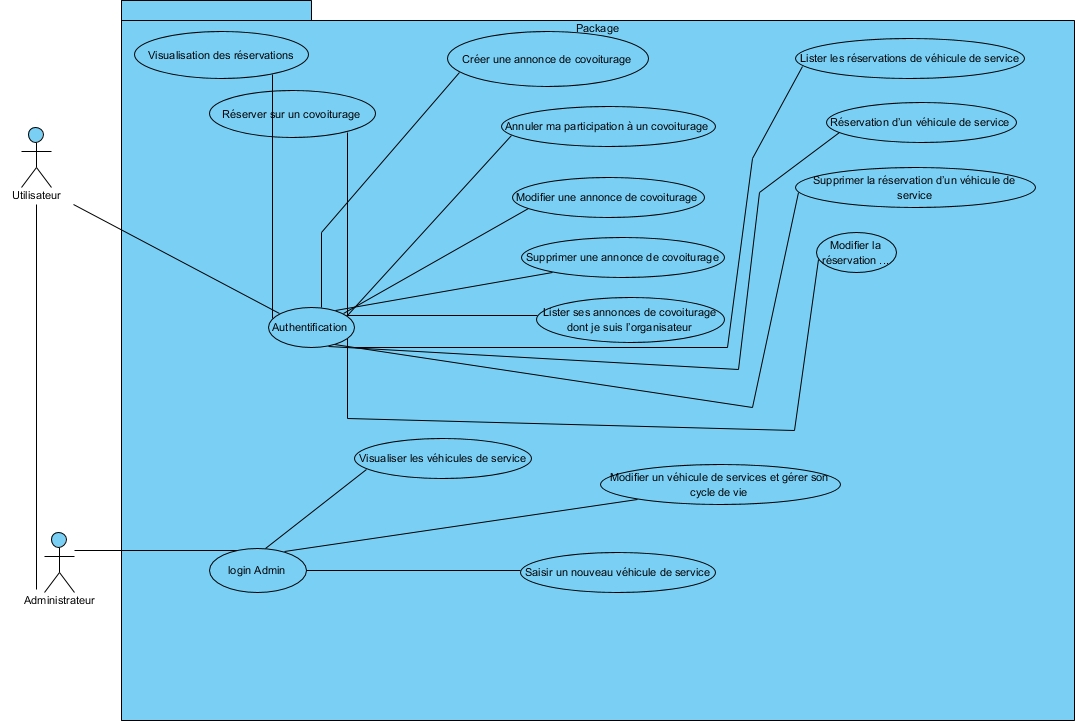 Package
Visualisation des réservations
Créer une annonce de covoiturage
Lister les réservations de véhicule de service
Réserver sur un covoiturage
Annuler ma participation à un covoiturage
Réservation d'un véhicule de service
Utilisateur
Modifier une annonce de covoiturage
Supprimer la réservation d'un véhicule de
service
Supprimer une annonce de covoiturage
Modifier la
réservation ...
Authentification
Lister ses annonces de covoiturage
dont je suis l'organisateur
Visualiser les véhicules de service
Modifier un véhicule de services et gérer son
cycle de vie
login Admin
Saisir un nouveau véhicule de service
Administrateur